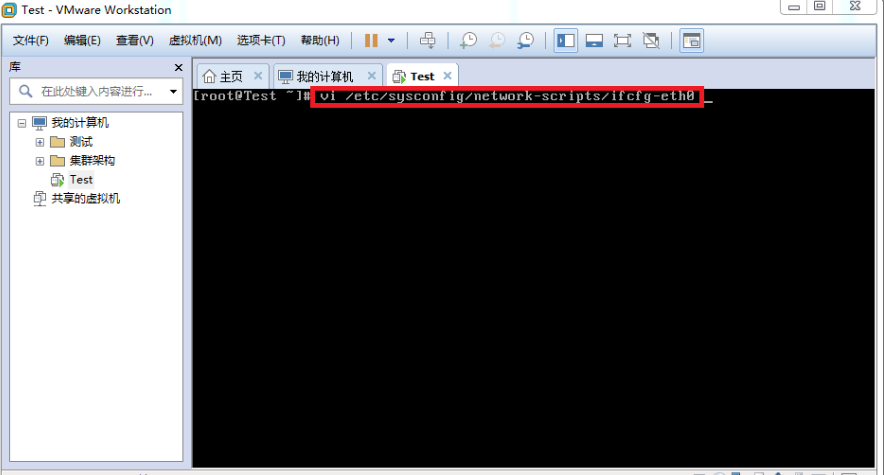 Test - VMware Workstation
文件(F) 编辑(E) 查看(V) 虚拟机(M) 选项卡(T) 帮助(H)
库
在此处键入内容进行...
我的计算机
测试
集群架构
Test
共享的虚拟机
主页 我的计算机 Test
[root@Test ~]# vi /etc/sysconfig/network-scripts/ifcfg-eth0